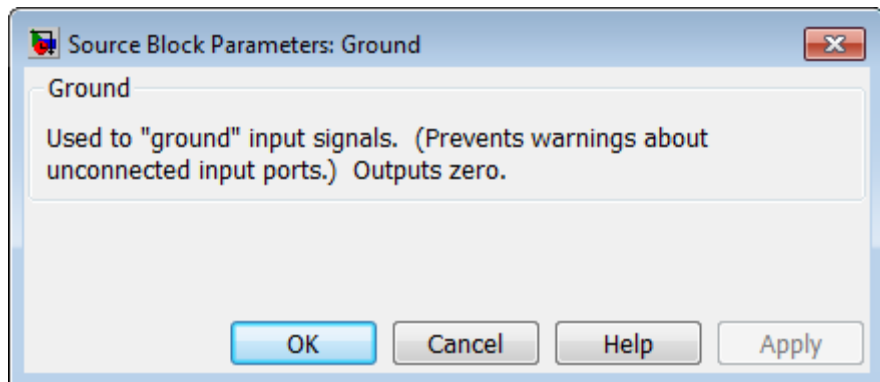 Source Block Parameters: Ground
Ground
Used to "ground" input signals.  (Prevents warnings about
unconnected input ports.)  Outputs zero.
OK
Cancel
Help
Apply